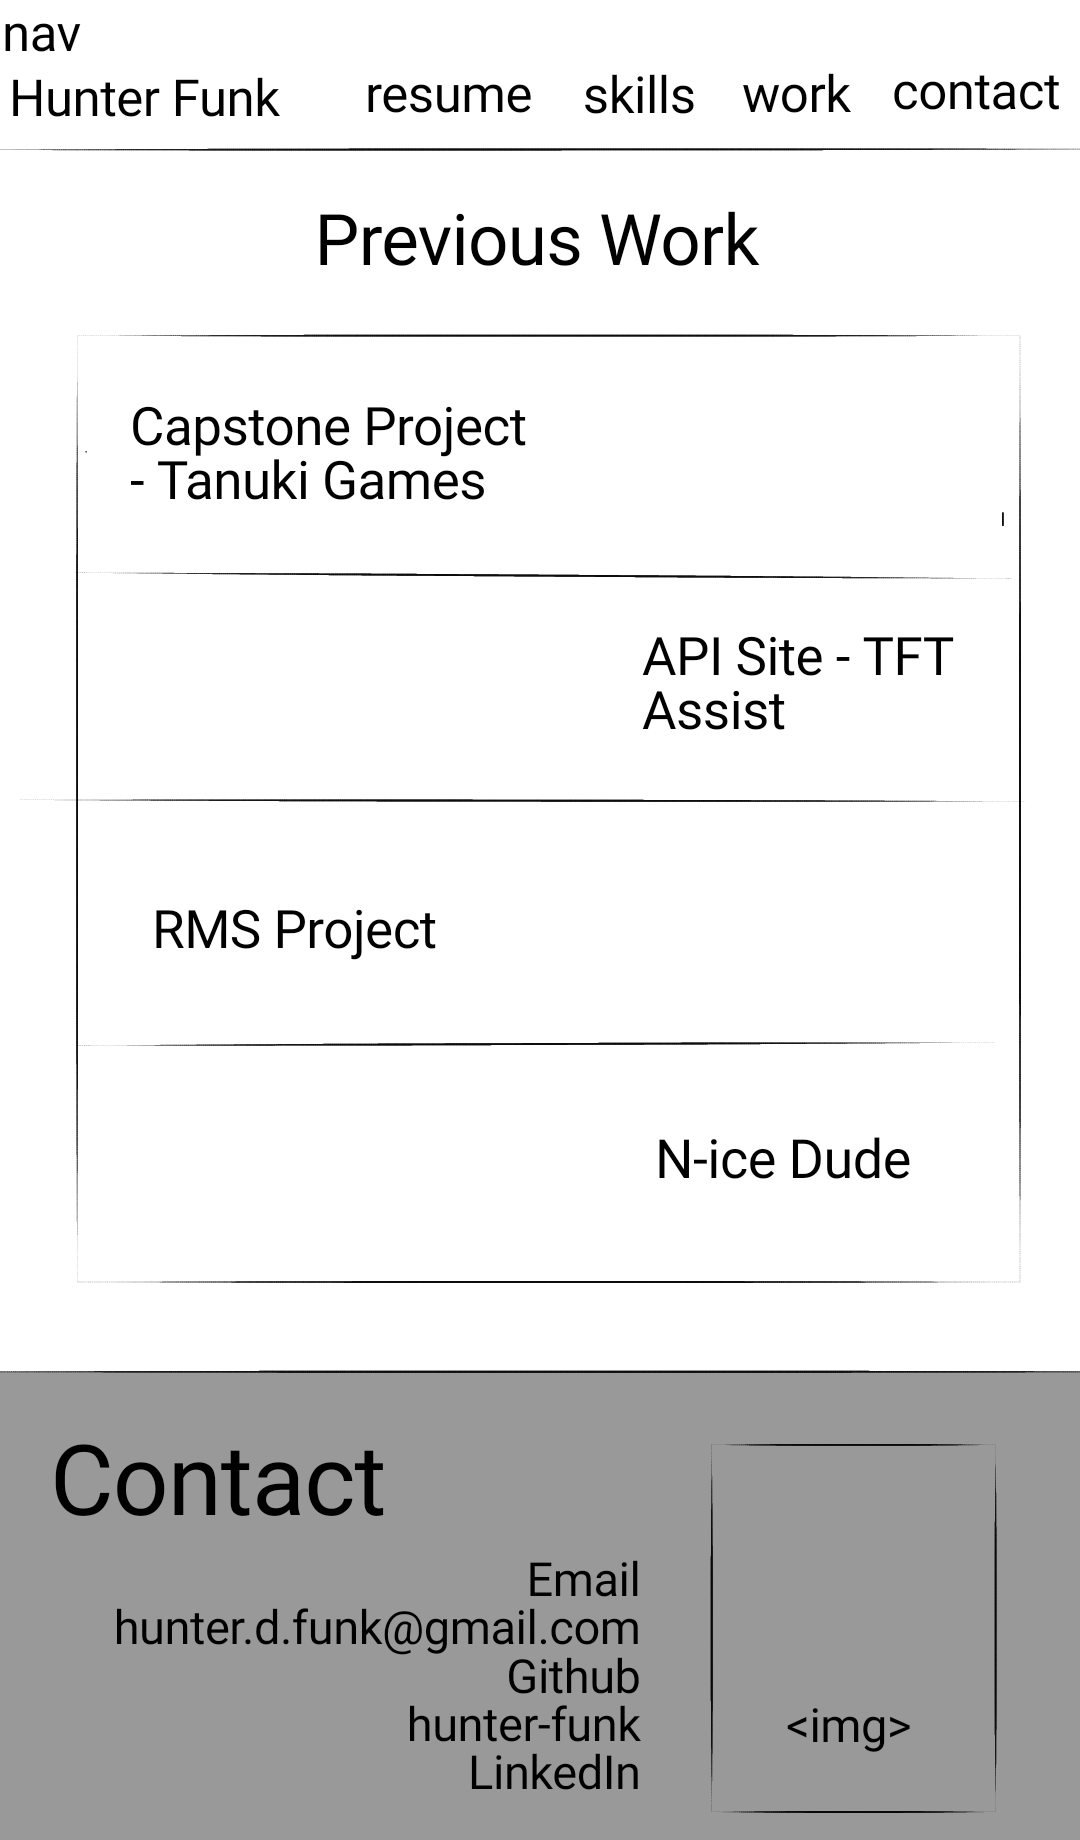 nav
Hunter Funk resume skills work contact
Previous Work
Capstone Project
- Tanuki Games
API Site - TFT
Assist
RMS Project
N-ice Dude
Contact
Email
hunter.d.funk@gmail.com
Github
hunter-funk
LinkedIn
<img>